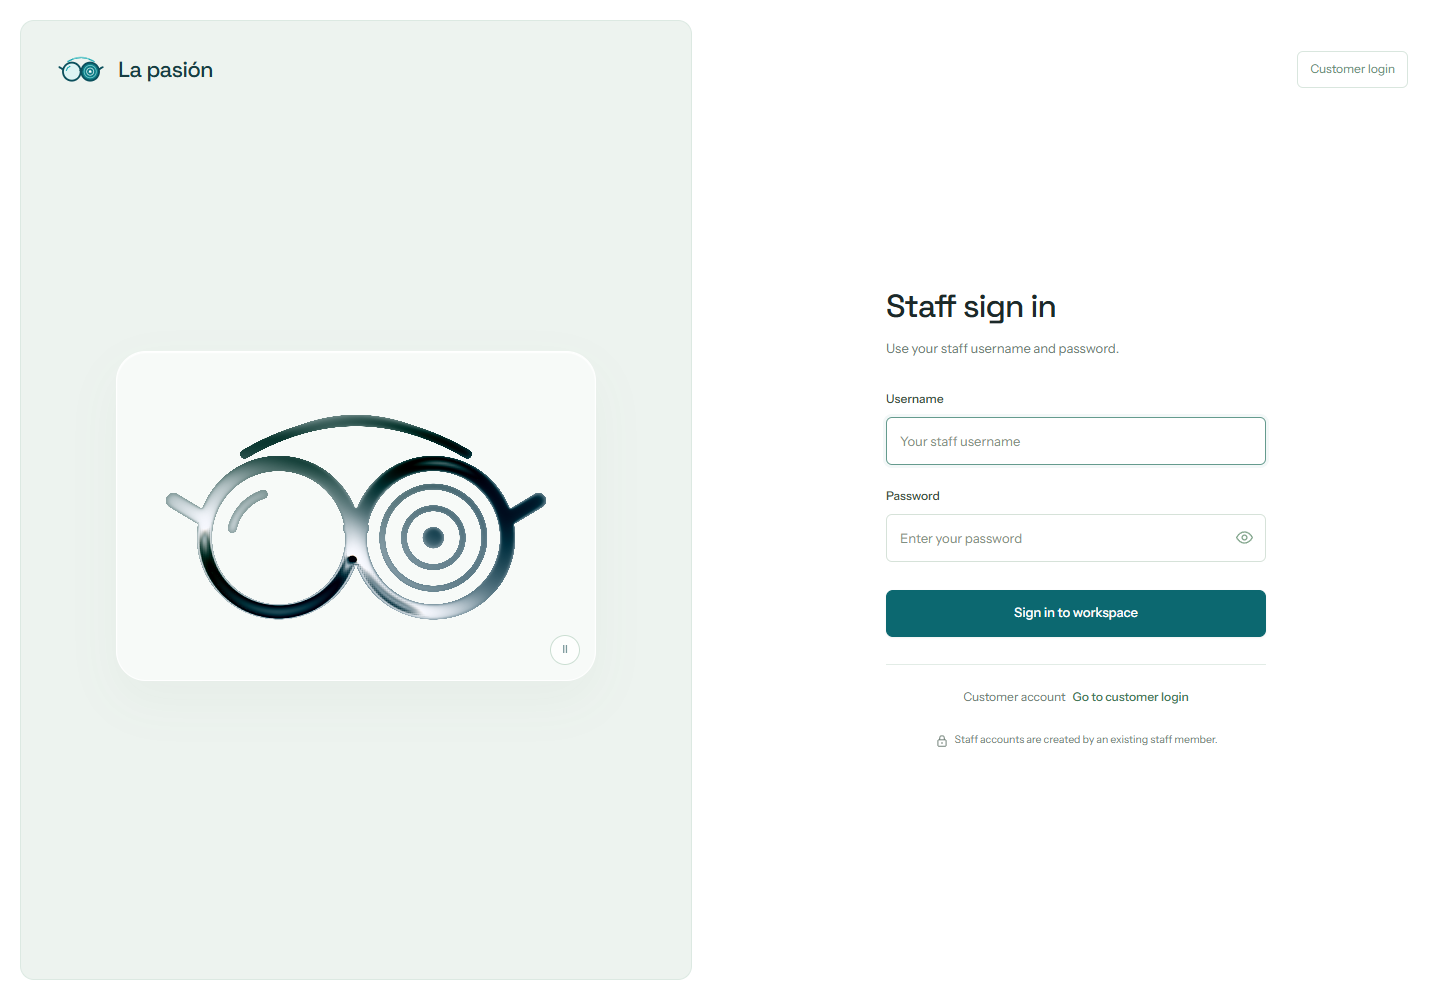 La pasión
Customer login
Staff sign in
Use your staff username and password.
Username
Your staff username
Password
Enter your password
Sign in to workspace
Customer account Go to customer login
Staff accounts are created by an existing staff member.